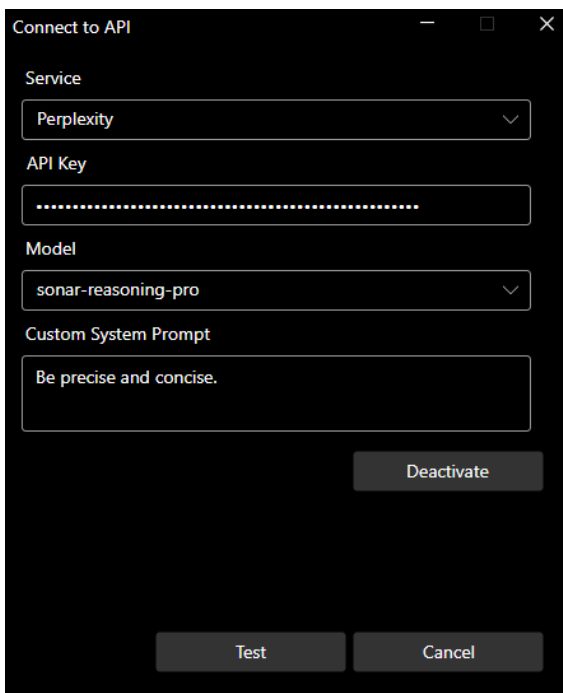 Connect to API
Service
Perplexity
API Key
•••••••••••••••••••••••••••••••••••••••••••••••••••••
Model
sonar-reasoning-pro
Custom System Prompt
Be precise and concise.
Deactivate
Test
Cancel